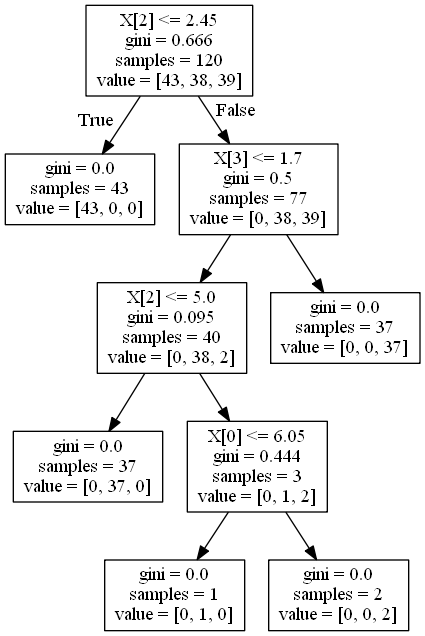 X[2] <= 2.45
gini = 0.666
samples = 120
value = [43, 38, 39]
True
False
gini = 0.0
samples = 43
value = [43, 0, 0]
X[3] <= 1.7
gini = 0.5
samples = 77
value = [0, 38, 39]
X[2] <= 5.0
gini = 0.095
samples = 40
value = [0, 38, 2]
gini = 0.0
samples = 37
value = [0, 0, 37]
gini = 0.0
samples = 37
value = [0, 37, 0]
X[0] <= 6.05
gini = 0.444
samples = 3
value = [0, 1, 2]
gini = 0.0
samples = 1
value = [0, 1, 0]
gini = 0.0
samples = 2
value = [0, 0, 2]